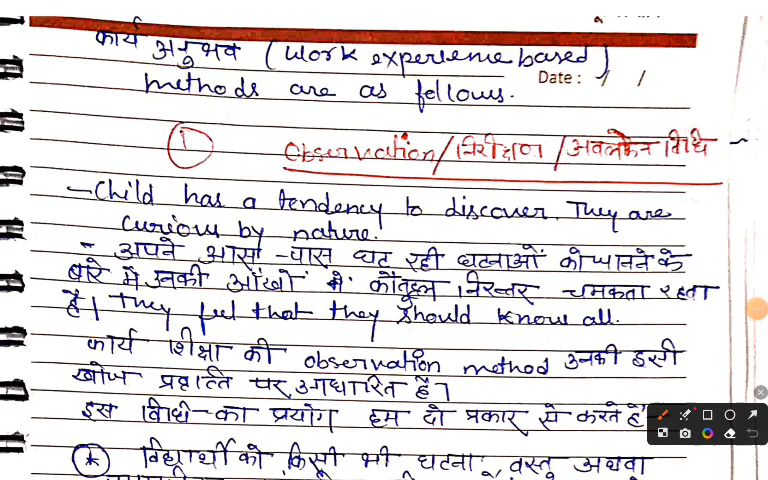 कार्य अनुभव (Work experience based)
methods are as follows.
Date: / /
① Observation/निरीक्षण/अवलोकन विधि ~
- Child has a tendency to discover. They are
curious by nature.
- अपने आस -पास घट रही घटनाओं को जानने के
बारे में उनकी आँखों में कौतूहल निरन्तर चमकता रहता
है। They feel that they should know all.
कार्य शिक्षा की observation method उनकी इसी
खोज प्रवृत्ति पर आधारित है।
इस विधि का प्रयोग हम दो प्रकार से करते हैं
* विद्यार्थी को किसी भी घटना, वस्तु अथवा